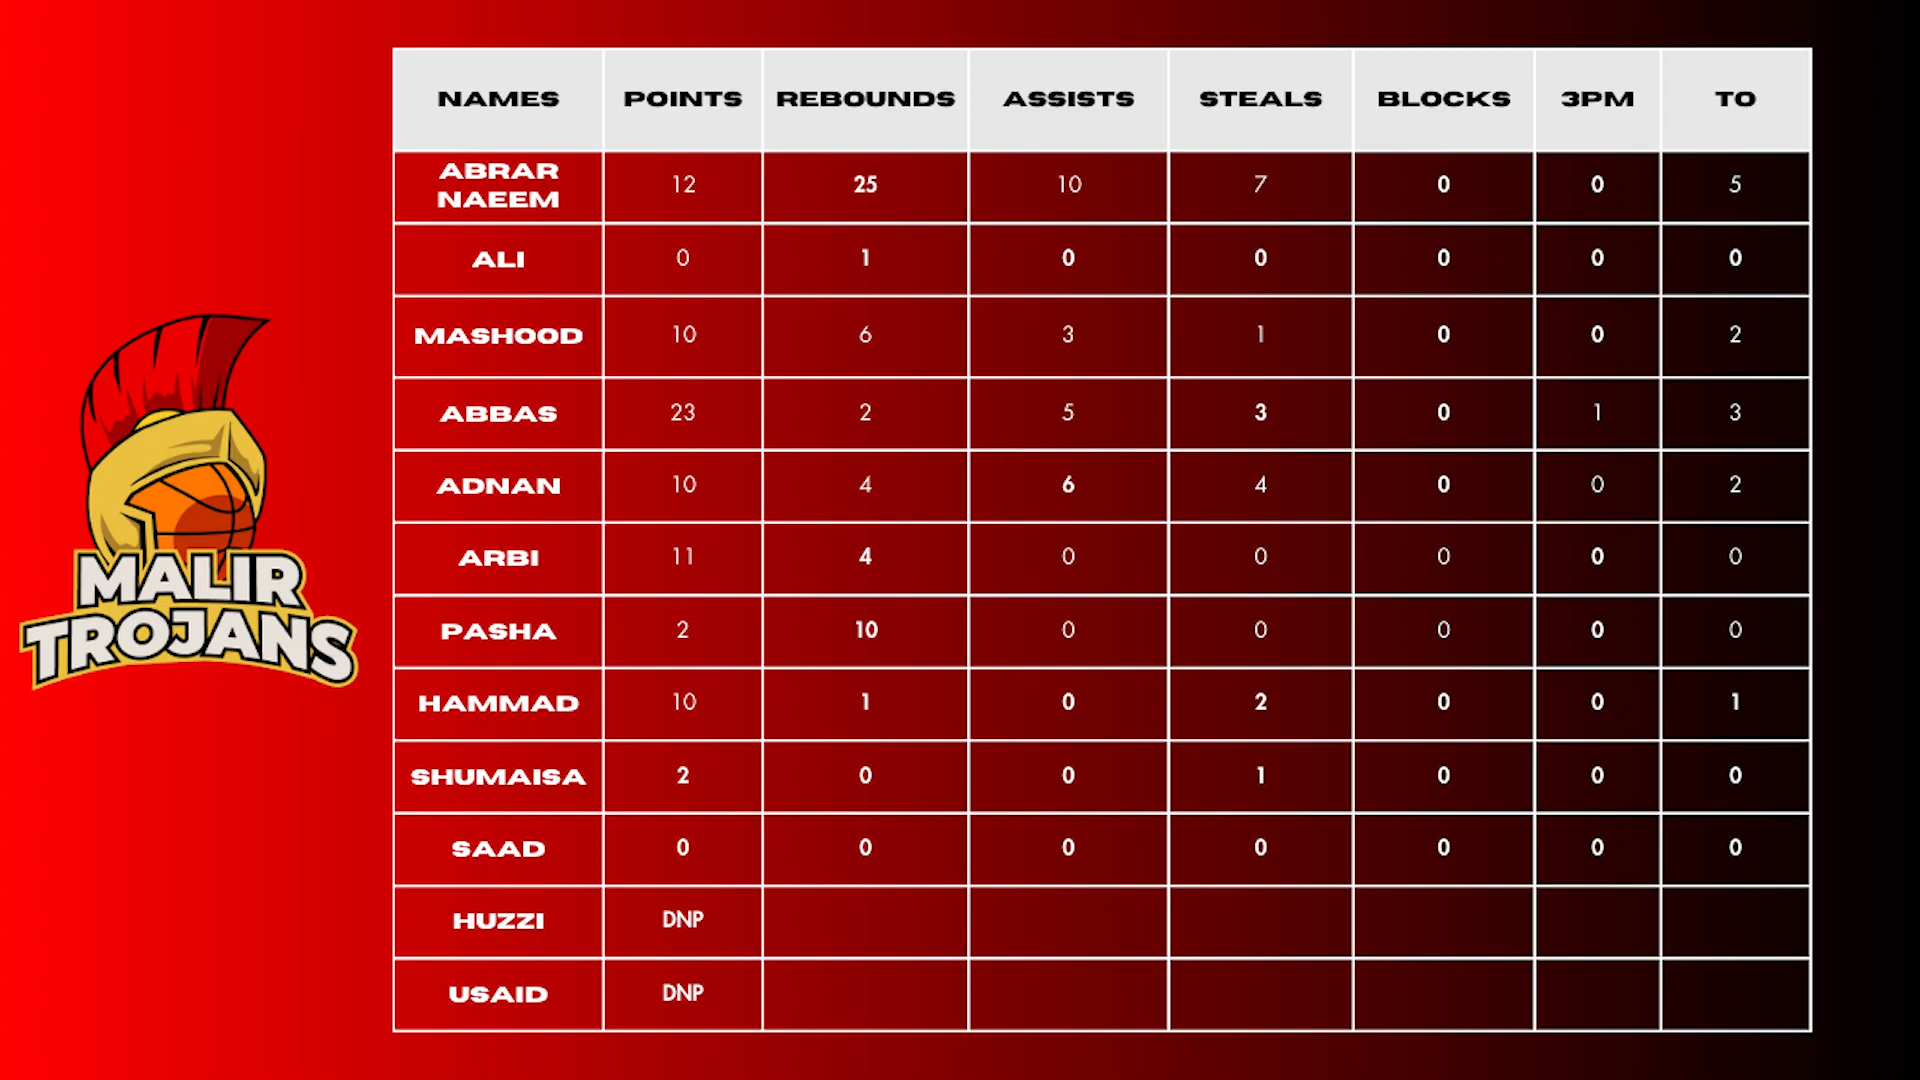 NAMES POINTS REBOUNDS ASSISTS STEALS BLOCKS 3PM TO
ABRAR
NAEEM 12 25 10 7 0 0 5
ALI 0 1 0 0 0 0 0
MASHOOD 10 6 3 1 0 0 2
ABBAS 23 2 5 3 0 1 3
ADNAN 10 4 6 4 0 0 2
ARBI 11 4 0 0 0 0 0
PASHA 2 10 0 0 0 0 0
HAMMAD 10 1 0 2 0 0 1
SHUMAISA 2 0 0 1 0 0 0
SAAD 0 0 0 0 0 0 0
HUZZI DNP
USAID DNP
MALIR
TROJANS